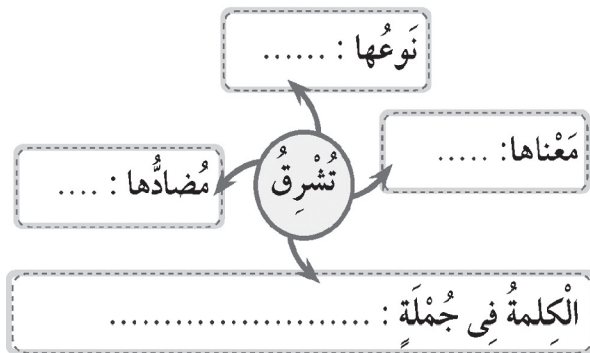 نَوعُها : ......
مَعْناها: .....
تُشْرِقُ
مُضادُّها : ....
الْكِلمةُ فِى جُمْلَةٍ : ..........................